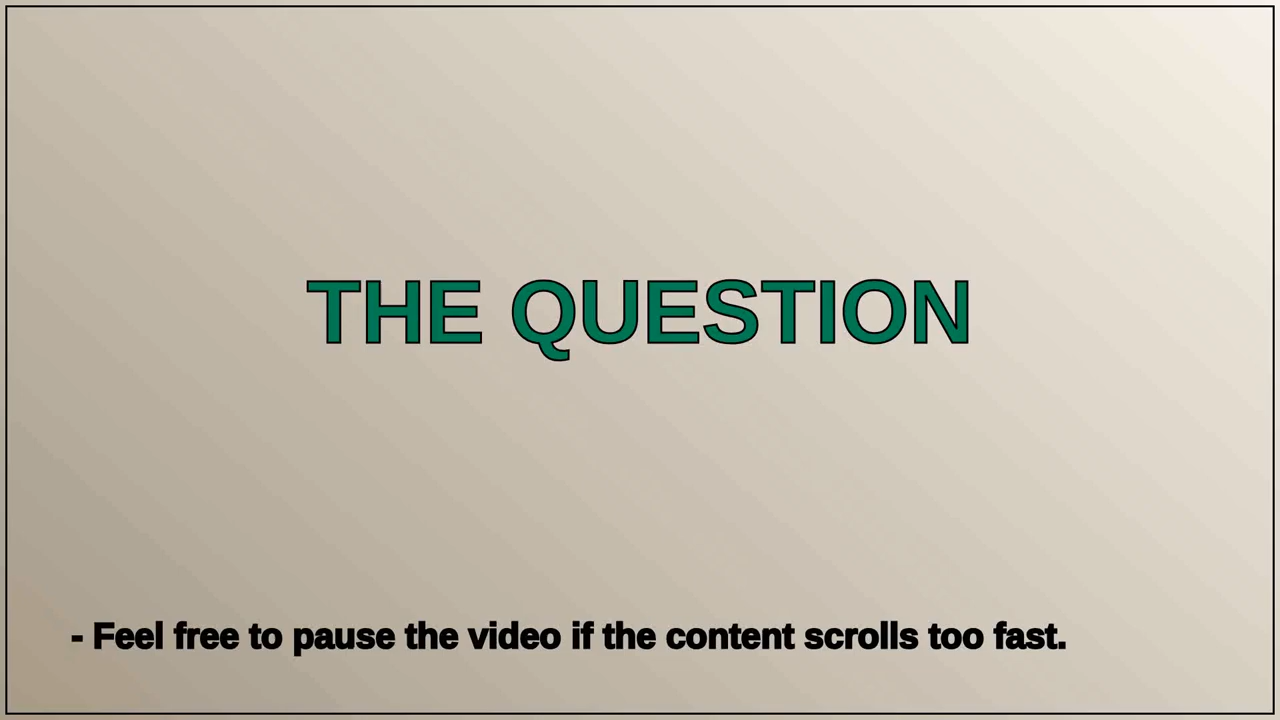 THE QUESTION
- Feel free to pause the video if the content scrolls too fast.